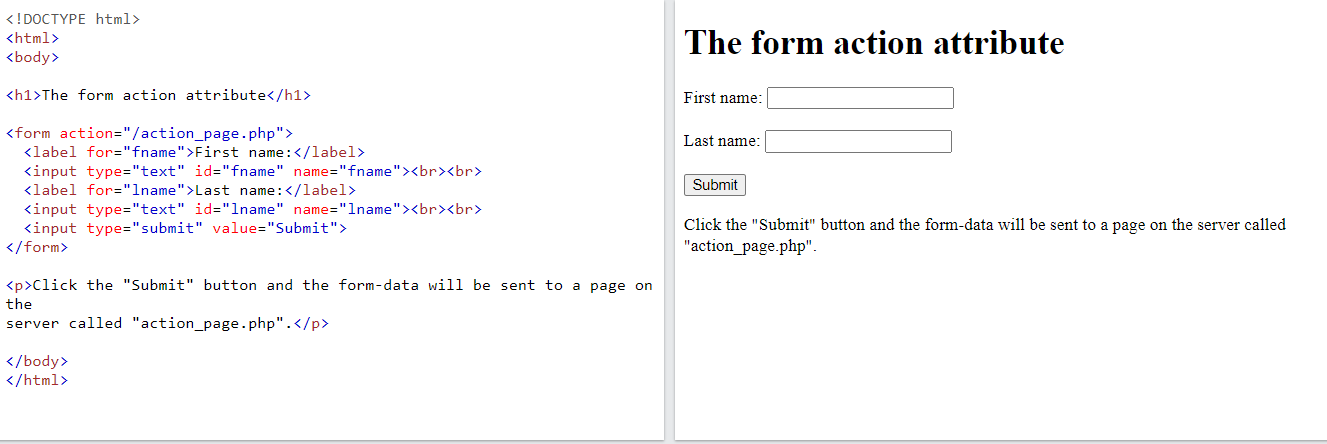 <!DOCTYPE html>
<html>
<body>
<h1>The form action attribute</h1>
<form action="/action_page.php">
<label for="fname">First name:</label>
<input type="text" id="fname" name="fname"><br><br>
<label for="lname">Last name:</label>
<input type="text" id="lname" name="lname"><br><br>
<input type="submit" value="Submit">
</form>
<p>Click the "Submit" button and the form-data will be sent to a page on
the
server called "action_page.php".</p>
</body>
</html>
The form action attribute
First name:
Last name:
Submit
Click the "Submit" button and the form-data will be sent to a page on the server called
"action_page.php".